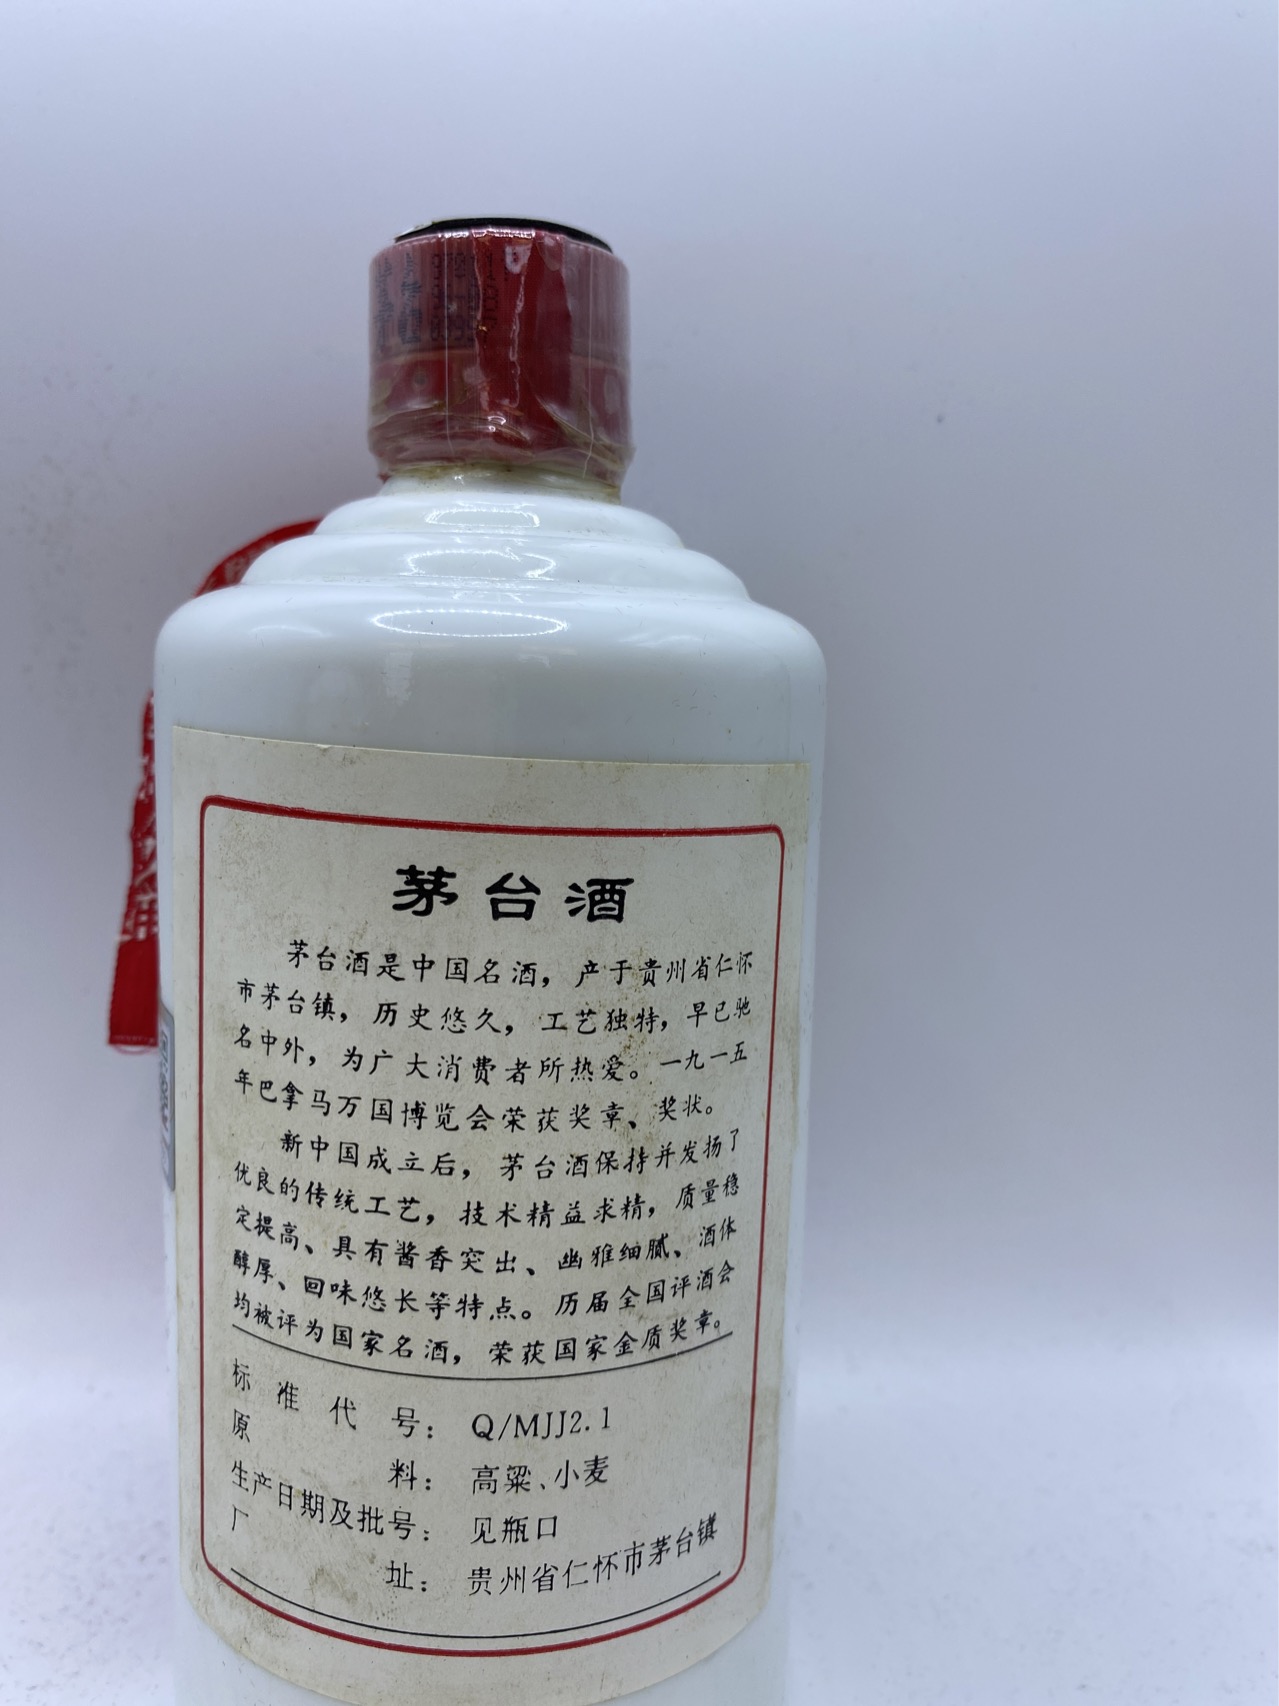 茅台酒
茅台酒是中国名酒，产于贵州省仁怀
市茅台镇，历史悠久，工艺独特，早已驰
名中外，为广大消费者所热爱。一九一五
年巴拿马万国博览会荣获奖章、奖状。
新中国成立后，茅台酒保持并发扬了
优良的传统工艺，技术精益求精，质量稳
定提高、具有酱香突出、幽雅细腻、酒体
醇厚、回味悠长等特点。历届全国评酒会
均被评为国家名酒，荣获国家金质奖章。
标准代号：Q/MJJ2.1
原料：高粱、小麦
生产日期及批号：见瓶口
厂址：贵州省仁怀市茅台镇